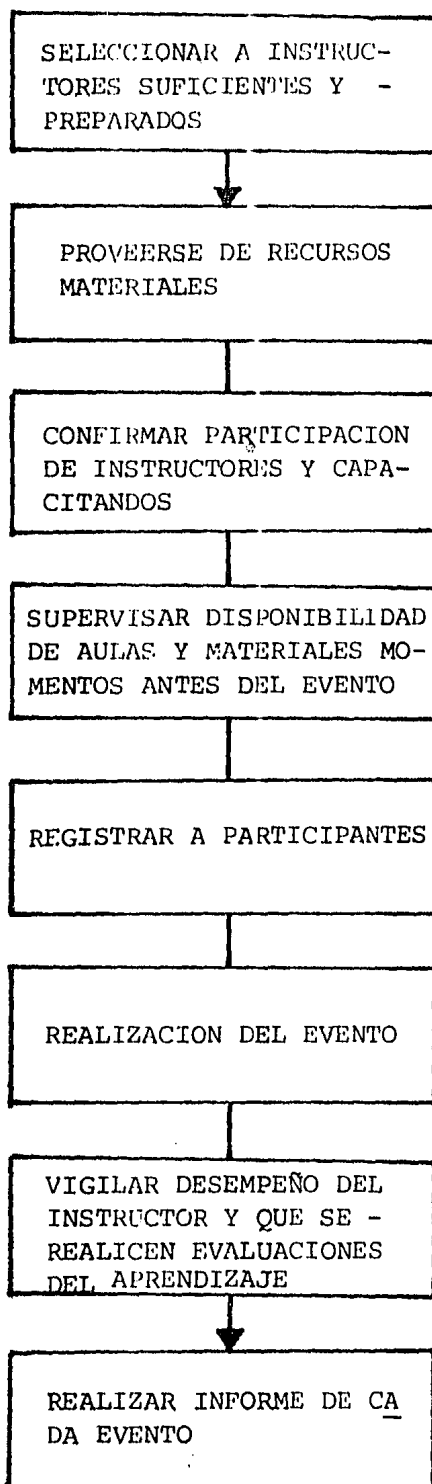 SELECCIONAR A INSTRUC-
TORES SUFICIENTES Y -
PREPARADOS
PROVEERSE DE RECURSOS
MATERIALES
CONFIRMAR PARTICIPACION
DE INSTRUCTORES Y CAPA-
CITANDOS
SUPERVISAR DISPONIBILIDAD
DE AULAS Y MATERIALES MO-
MENTOS ANTES DEL EVENTO
REGISTRAR A PARTICIPANTES
REALIZACION DEL EVENTO
VIGILAR DESEMPEÑO DEL
INSTRUCTOR Y QUE SE -
REALICEN EVALUACIONES
DEL APRENDIZAJE
REALIZAR INFORME DE CA
DA EVENTO